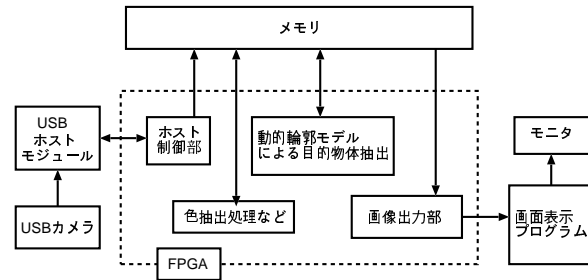 メモリ
USB
ホスト
モジュール
USBカメラ
ホスト
制御部
動的輪郭モデル
による目的物体抽出
色抽出処理など
画像出力部
FPGA
モニタ
画面表示
プログラム